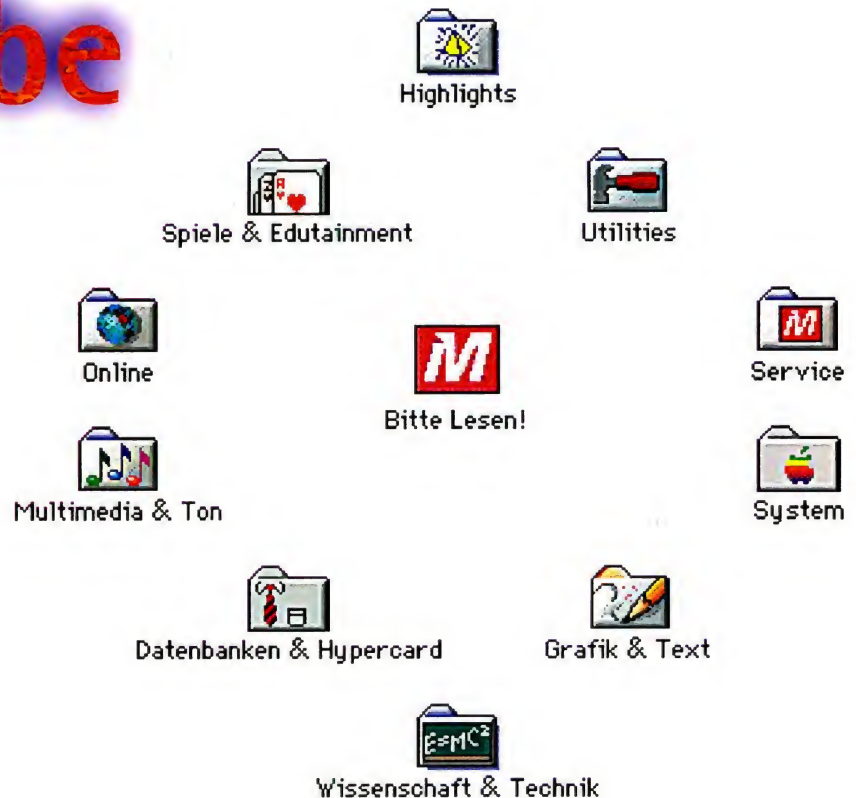 be
Highlights
Spiele & Edutainment
Utilities
Online
M
Service
Bitte Lesen!
Multimedia & Ton
System
Datenbanken & Hypercard
Grafik & Text
E=MC²
Wissenschaft & Technik